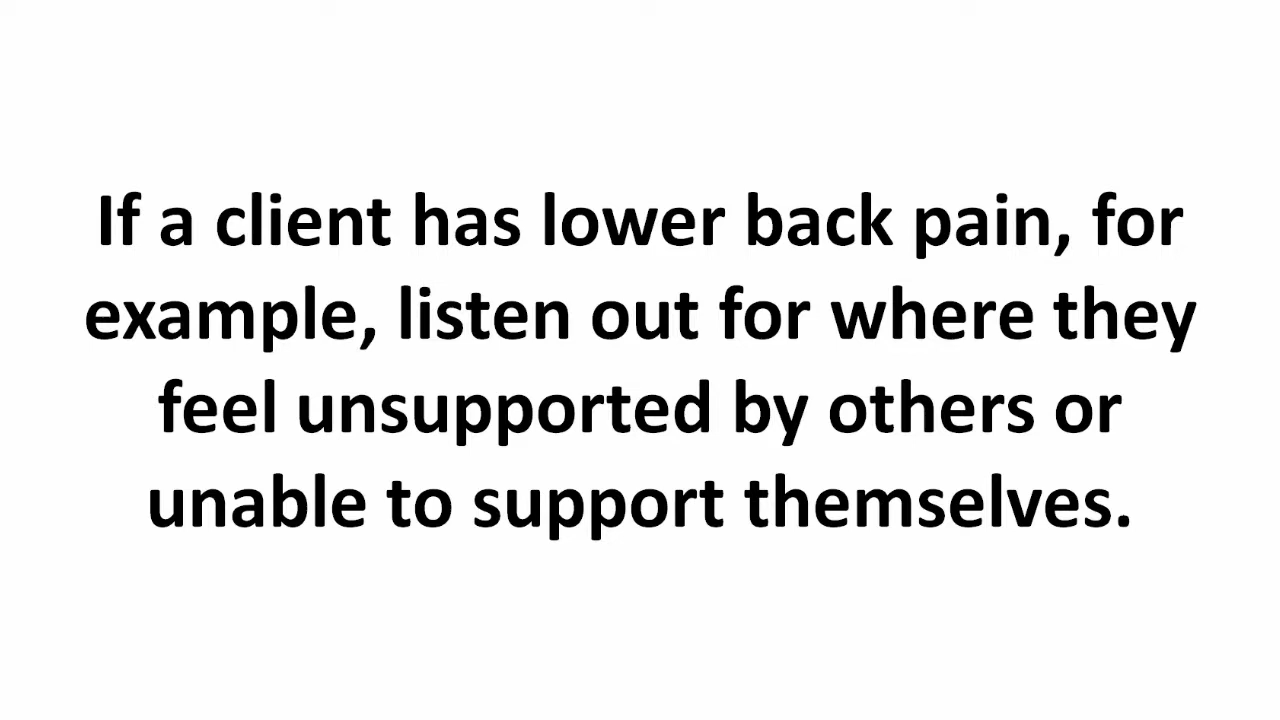 If a client has lower back pain, for
example, listen out for where they
feel unsupported by others or
unable to support themselves.